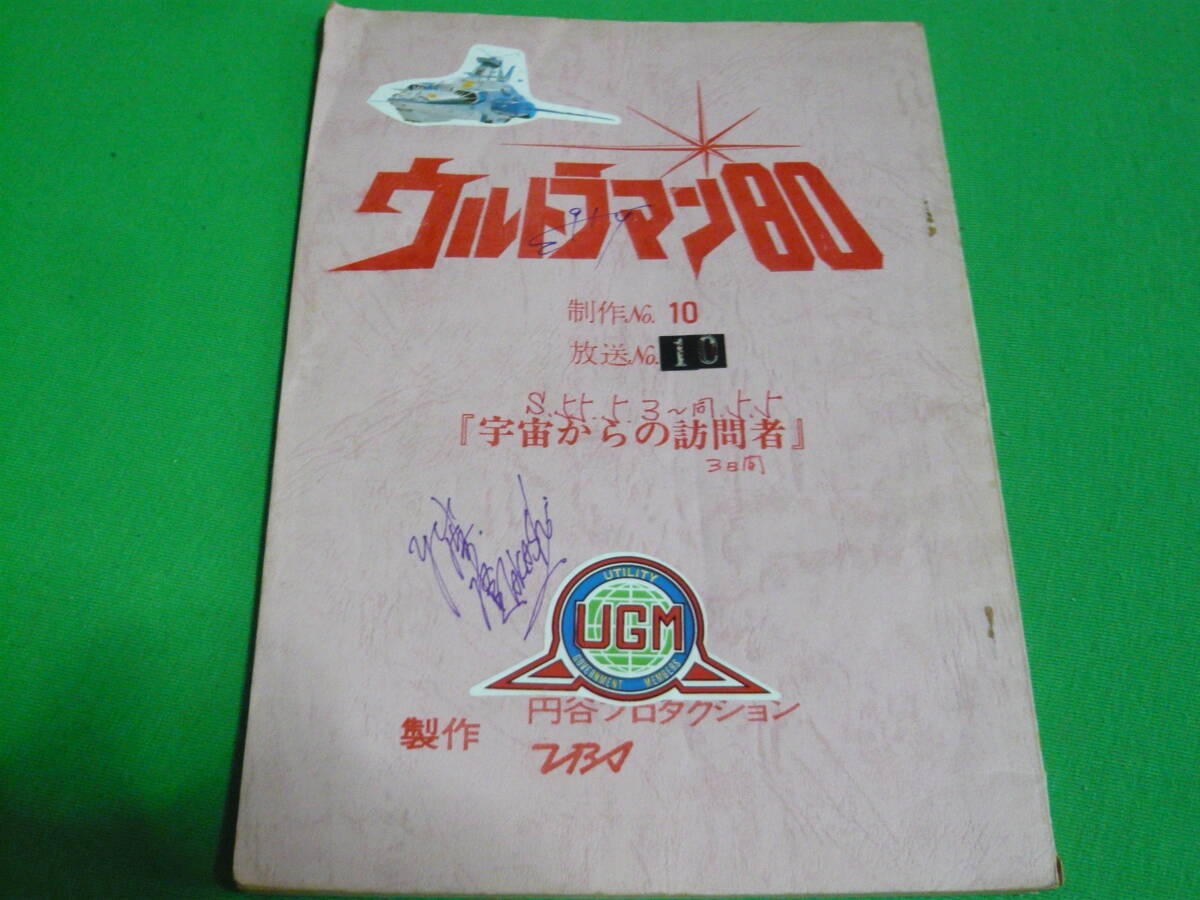 ウルトラマン80
制作No. 10
放送No. 10
S.55.5.3～同.5.5
『宇宙からの訪問者』
3日間
UTILITY
UGM
GOVERNMENT MEMBERS
製作 円谷プロダクション
TBS